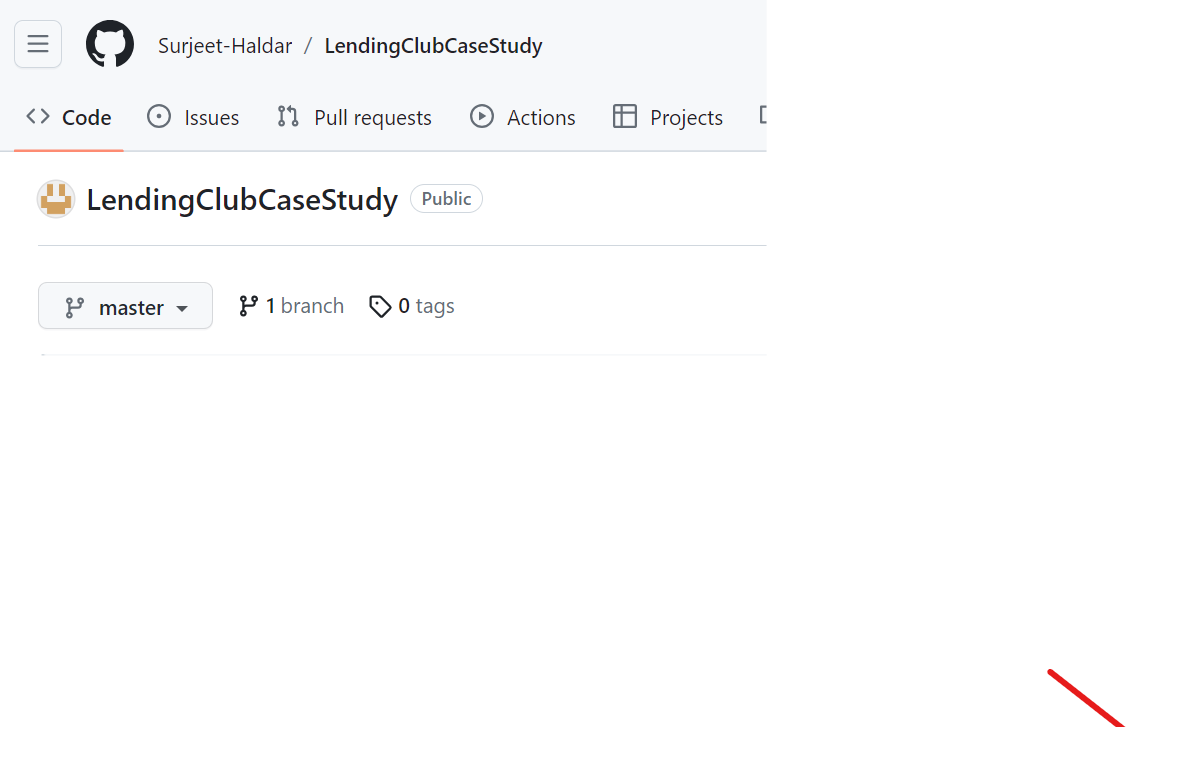 Surjeet-Haldar / LendingClubCaseStudy
Code Issues Pull requests Actions Projects
LendingClubCaseStudy Public
master 1 branch 0 tags